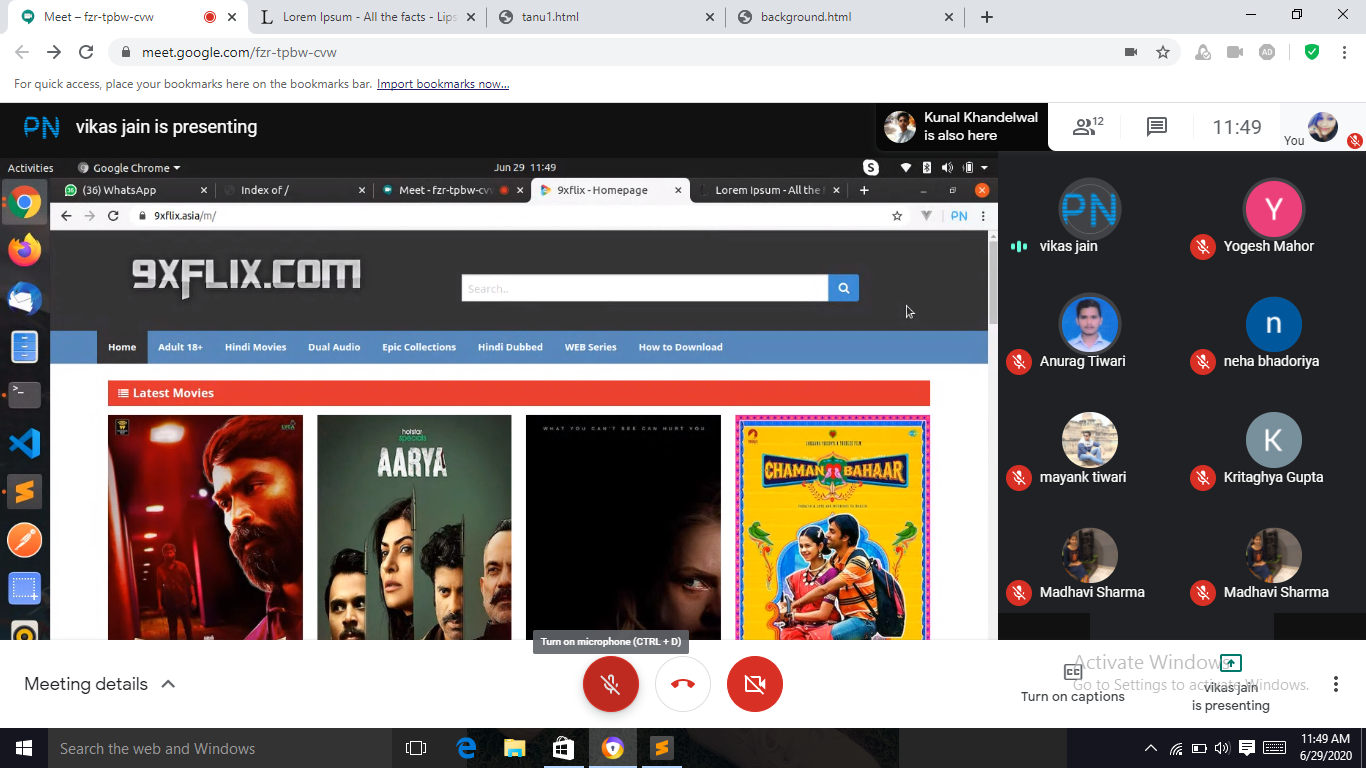 Meet – fzr-tpbw-cvw
Lorem Ipsum - All the facts - Lips
tanu1.html
background.html
meet.google.com/fzr-tpbw-cvw
AD
For quick access, place your bookmarks here on the bookmarks bar. Import bookmarks now...
PN vikas jain is presenting
Kunal Khandelwal
is also here
12
11:49
You
Activities
Google Chrome
Jun 29 11:49
S
(36) WhatsApp
Index of /
Meet - fzr-tpbw-cvw
9xflix - Homepage
Lorem Ipsum - All the f
9xflix.asia/m/
PN
9XFLIX.COM
Search..
Home
Adult 18+
Hindi Movies
Dual Audio
Epic Collections
Hindi Dubbed
WEB Series
How to Download
Latest Movies
LYCA
hotstar
specials
AARYA
WHAT YOU CAN'T SEE CAN HURT YOU.
CHAMAN BAHAAR
PN
vikas jain
Y
Yogesh Mahor
Anurag Tiwari
n
neha bhadoriya
mayank tiwari
K
Kritaghya Gupta
Madhavi Sharma
Madhavi Sharma
Turn on microphone (CTRL + D)
Meeting details
CC
Turn on captions
vikas jain
is presenting
Activate Windows
Go to Settings to activate Windows.
Search the web and Windows
11:49 AM
6/29/2020